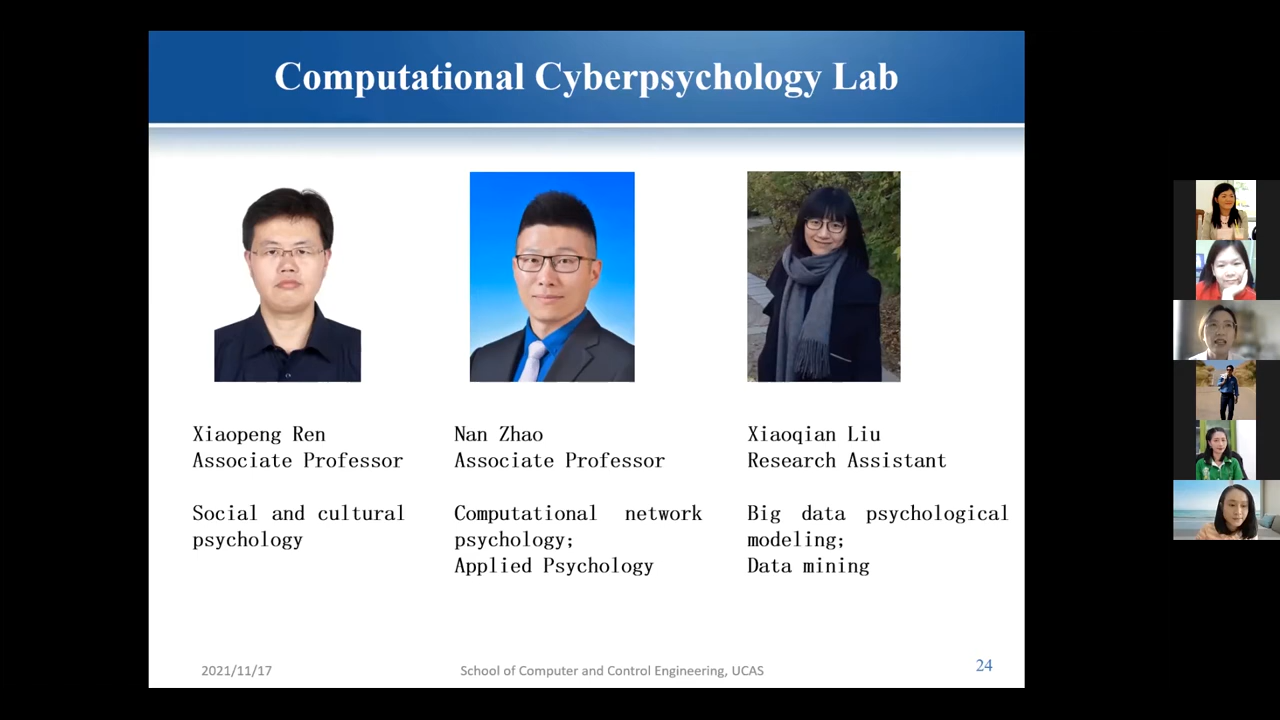 Computational Cyberpsychology Lab
Xiaopeng Ren
Associate Professor
Social and cultural
psychology
Nan Zhao
Associate Professor
Computational network
psychology;
Applied Psychology
Xiaoqian Liu
Research Assistant
Big data psychological
modeling;
Data mining
2021/11/17
School of Computer and Control Engineering, UCAS
24